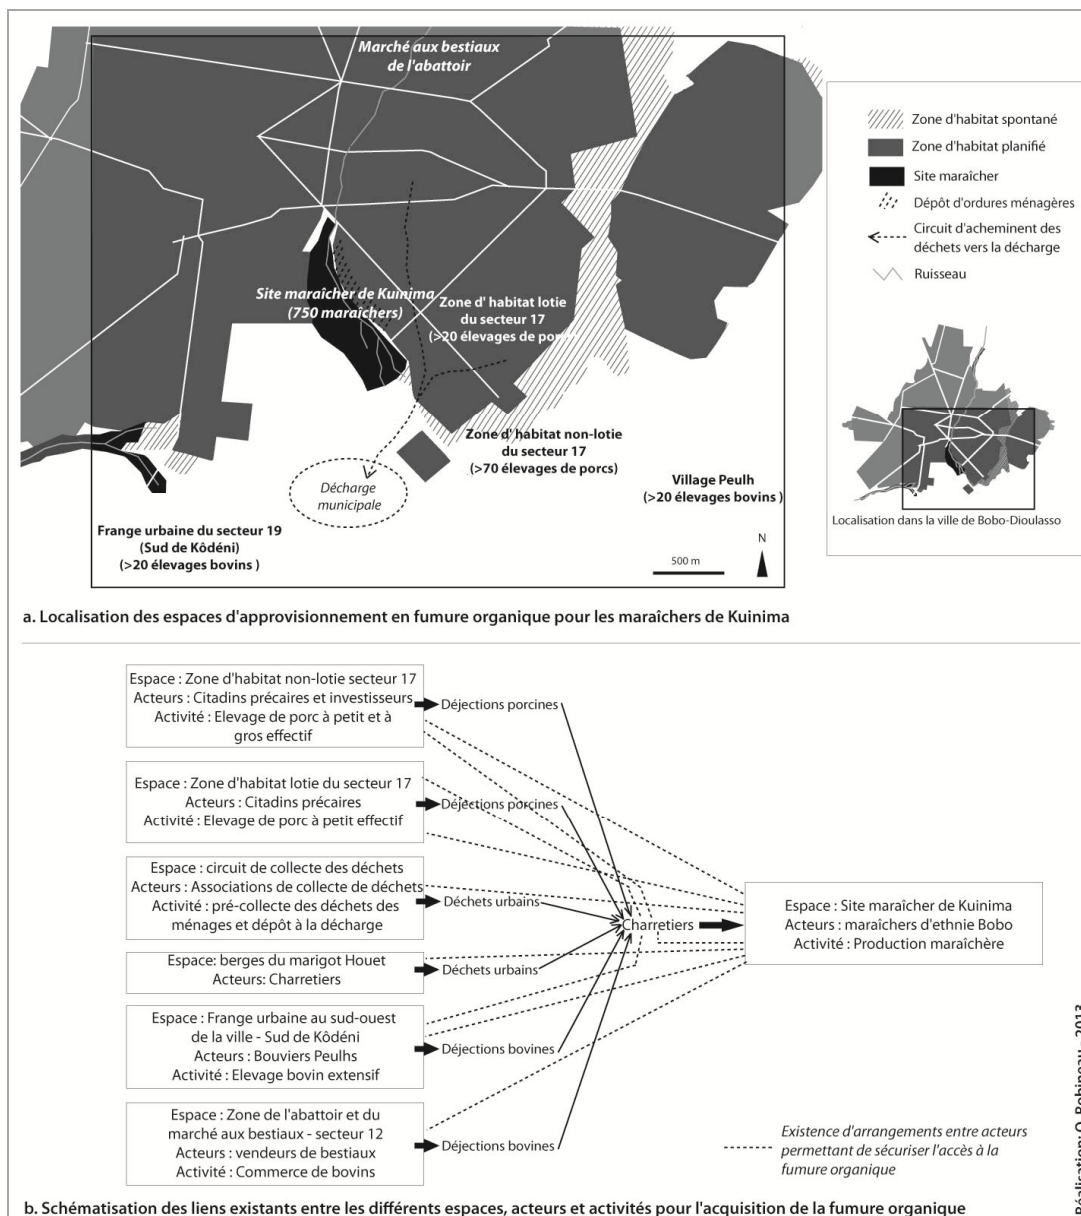 Marché aux bestiaux
de l'abattoir
Site maraîcher de Kuinima
(750 maraîchers)
Zone d' habitat lotie
du secteur 17
(>20 élevages de porc
Zone d' habitat non-lotie
du secteur 17
(>70 élevages de porcs)
Décharge
municipale
Village Peulh
(>20 élevages bovins )
Frange urbaine du secteur 19
(Sud de Kôdéni)
(>20 élevages bovins )
500 m
N
Zone d'habitat spontané
Zone d'habitat planifié
Site maraîcher
Dépôt d'ordures ménagères
Circuit d'acheminent des
déchets vers la décharge
Ruisseau
Localisation dans la ville de Bobo-Dioulasso
a. Localisation des espaces d'approvisionnement en fumure organique pour les maraîchers de Kuinima
Espace : Zone d'habitat non-lotie secteur 17
Acteurs : Citadins précaires et investisseurs
Activité : Elevage de porc à petit et à
gros effectif
Déjections porcines
Espace : Zone d'habitat lotie du secteur 17
Acteurs : Citadins précaires
Activité : Elevage de porc à petit effectif
Déjections porcines
Espace : circuit de collecte des déchets
Acteurs : Associations de collecte de déchets
Activité : pré-collecte des déchets des
ménages et dépôt à la décharge
Déchets urbains
Espace: berges du marigot Houet
Acteurs: Charretiers
Déchets urbains
Espace : Frange urbaine au sud-ouest
de la ville - Sud de Kôdéni
Acteurs : Bouviers Peulhs
Activité : Elevage bovin extensif
Déjections bovines
Espace : Zone de l'abattoir et du
marché aux bestiaux - secteur 12
Acteurs : vendeurs de bestiaux
Activité : Commerce de bovins
Déjections bovines
Charretiers
Espace : Site maraîcher de Kuinima
Acteurs : maraîchers d'ethnie Bobo
Activité : Production maraîchère
Existence d'arrangements entre acteurs
permettant de sécuriser l'accès à la
fumure organique
Réalisation: O. Robineau - 2013
b. Schématisation des liens existants entre les différents espaces, acteurs et activités pour l'acquisition de la fumure organique